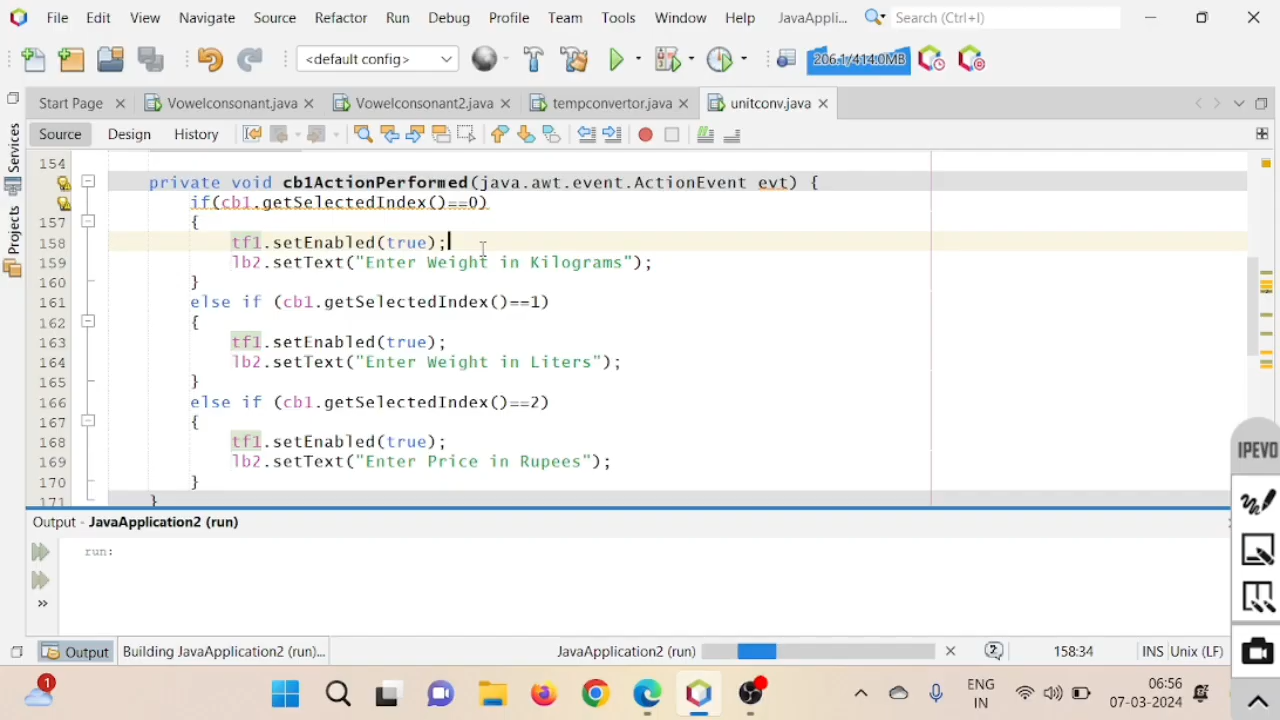 File Edit View Navigate Source Refactor Run Debug Profile Team Tools Window Help JavaAppli... Search (Ctrl+I)
<default config> 206.1/414.0MB
Start Page Vowelconsonant.java Vowelconsonant2.java tempconvertor.java unitconv.java
Source Design History
Services
Projects
154
private void cb1ActionPerformed(java.awt.event.ActionEvent evt) {
if(cb1.getSelectedIndex()==0)
157 {
158 tf1.setEnabled(true);
159 lb2.setText("Enter Weight in Kilograms");
160 }
161 else if (cb1.getSelectedIndex()==1)
162 {
163 tf1.setEnabled(true);
164 lb2.setText("Enter Weight in Liters");
165 }
166 else if (cb1.getSelectedIndex()==2)
167 {
168 tf1.setEnabled(true);
169 lb2.setText("Enter Price in Rupees");
170 }
171 }
IPEVO
Output - JavaApplication2 (run)
run:
Output Building JavaApplication2 (run)... JavaApplication2 (run) 158:34 INS Unix (LF)
1 ENG IN 06:56 07-03-2024